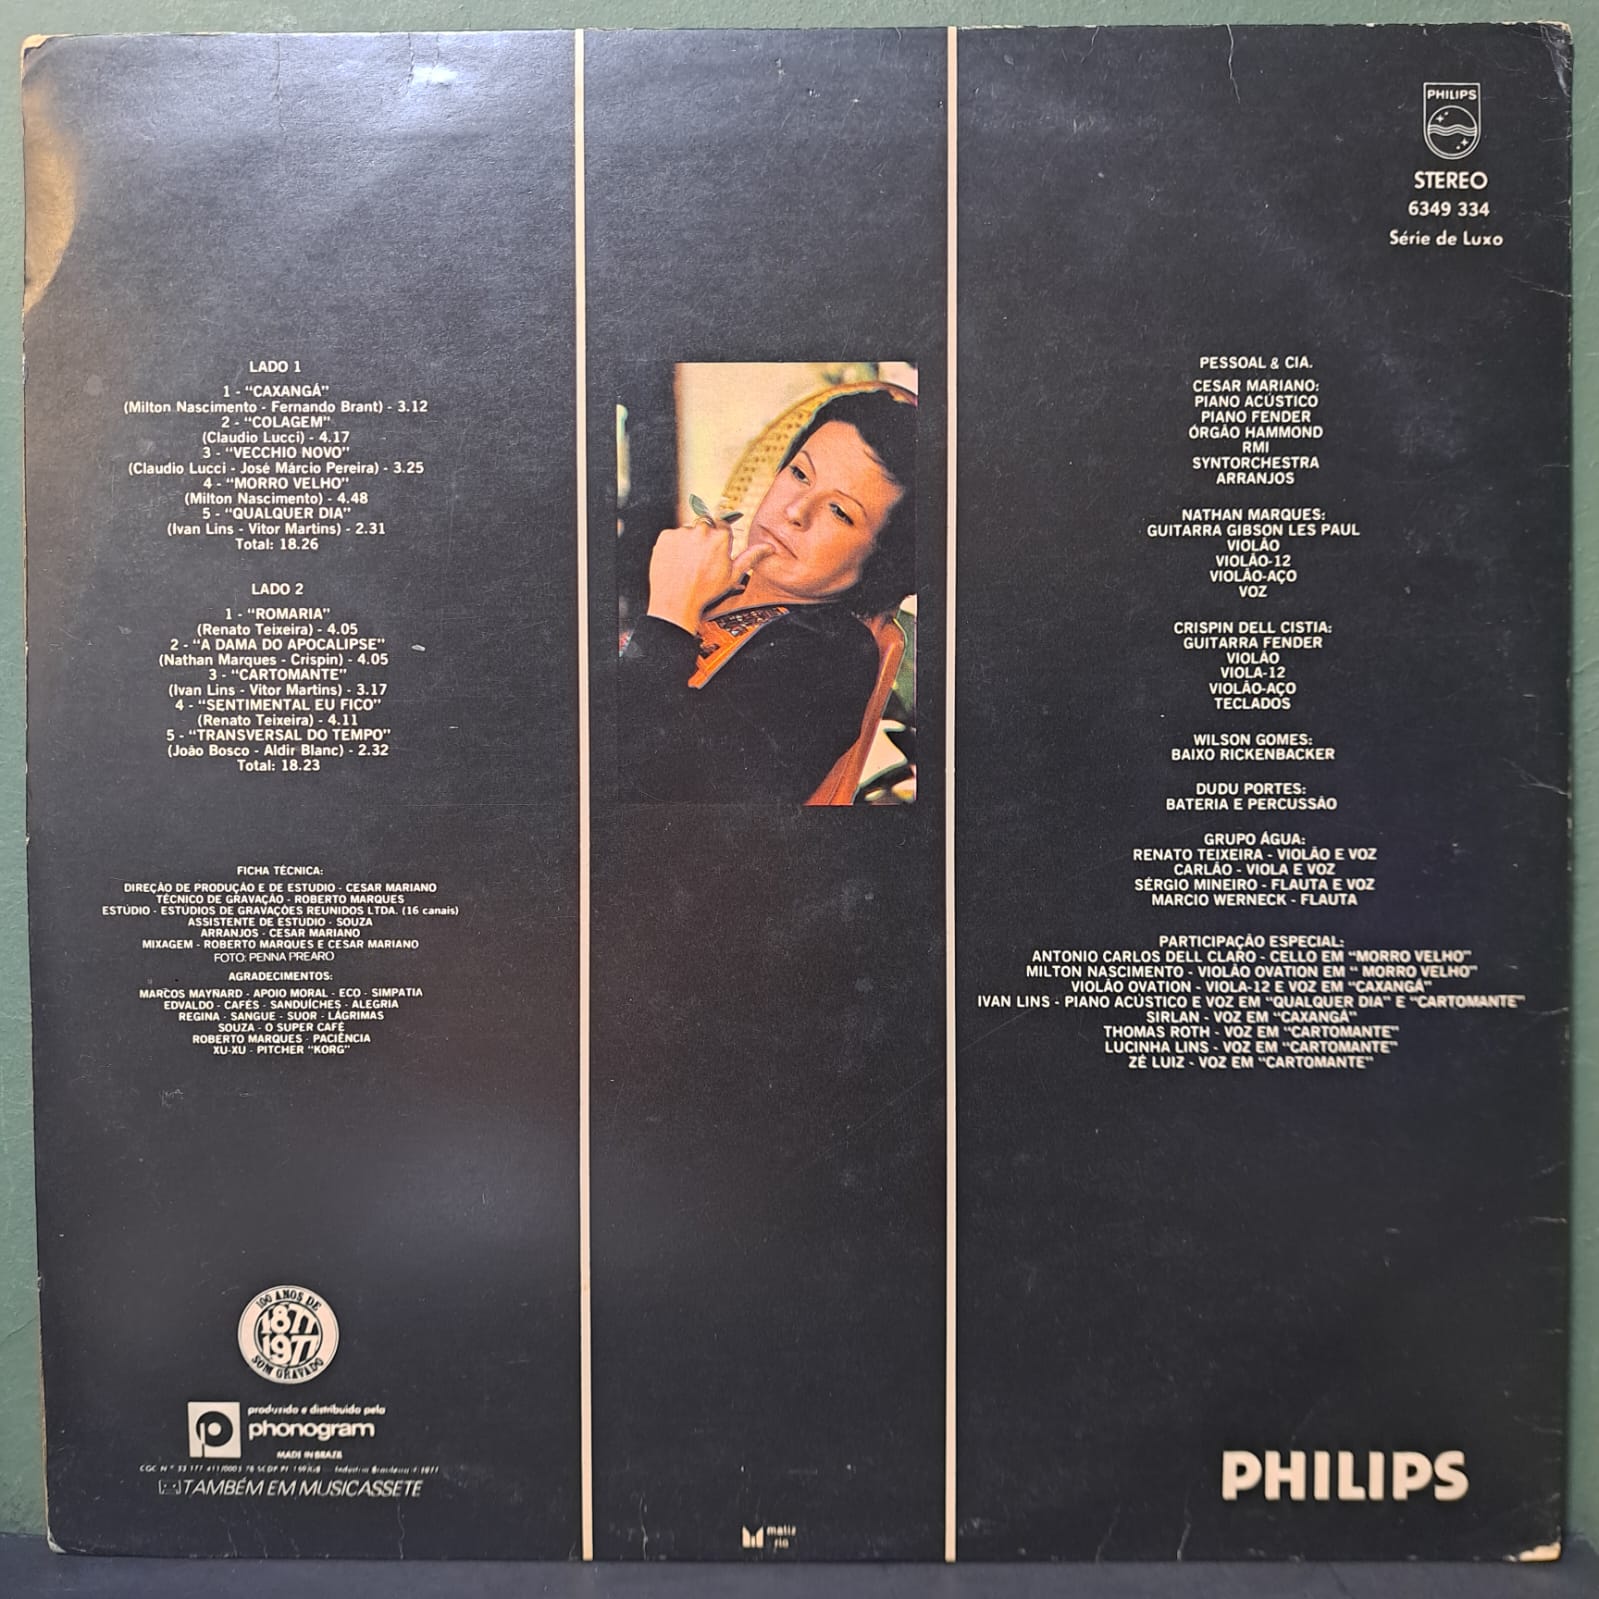 PHILIPS
STEREO
6349 334
Série de Luxo
LADO 1
1 - "CAXANGÁ"
(Milton Nascimento - Fernando Brant) - 3.12
2 - "COLAGEM"
(Claudio Lucci) - 4.17
3 - "VECCHIO NOVO"
(Claudio Lucci - José Márcio Pereira) - 3.25
4 - "MORRO VELHO"
(Milton Nascimento) - 4.48
5 - "QUALQUER DIA"
(Ivan Lins - Vitor Martins) - 2.31
Total: 18.26
LADO 2
1 - "ROMARIA"
(Renato Teixeira) - 4.05
2 - "A DAMA DO APOCALIPSE"
(Nathan Marques - Crispin) - 4.05
3 - "CARTOMANTE"
(Ivan Lins - Vitor Martins) - 3.17
4 - "SENTIMENTAL EU FICO"
(Renato Teixeira) - 4.11
5 - "TRANSVERSAL DO TEMPO"
(João Bosco - Aldir Blanc) - 2.32
Total: 18.23
FICHA TÉCNICA:
DIREÇÃO DE PRODUÇÃO E DE ESTUDIO - CESAR MARIANO
TÉCNICO DE GRAVAÇÃO - ROBERTO MARQUES
ESTÚDIO - ESTÚDIOS DE GRAVAÇÕES REUNIDOS LTDA. (16 canais)
ASSISTENTE DE ESTUDIO - SOUZA
ARRANJOS - CESAR MARIANO
MIXAGEM - ROBERTO MARQUES E CESAR MARIANO
FOTO: PENNA PREARO
AGRADECIMENTOS:
MARCOS MAYNARD - APOIO MORAL - ECO - SIMPATIA
EDVALDO - CAFÉS - SANDUÍCHES - ALEGRIA
REGINA - SANGUE - SUOR - LÁGRIMAS
SOUZA - O SUPER CAFÉ
ROBERTO MARQUES - PACIÊNCIA
XU-XU - PITCHER "KORG"
PESSOAL & CIA.
CESAR MARIANO:
PIANO ACÚSTICO
PIANO FENDER
ÓRGÃO HAMMOND
RMI
SYNTORCHESTRA
ARRANJOS
NATHAN MARQUES:
GUITARRA GIBSON LES PAUL
VIOLÃO
VIOLÃO-12
VIOLÃO-AÇO
VOZ
CRISPIN DELL CISTIA:
GUITARRA FENDER
VIOLÃO
VIOLA-12
VIOLÃO-AÇO
TECLADOS
WILSON GOMES:
BAIXO RICKENBACKER
DUDU PORTES:
BATERIA E PERCUSSÃO
GRUPO ÁGUA:
RENATO TEIXEIRA - VIOLÃO E VOZ
CARLÃO - VIOLA E VOZ
SÉRGIO MINEIRO - FLAUTA E VOZ
MARCIO WERNECK - FLAUTA
PARTICIPAÇÃO ESPECIAL:
ANTONIO CARLOS DELL CLARO - CELLO EM "MORRO VELHO"
MILTON NASCIMENTO - VIOLÃO OVATION EM " MORRO VELHO"
VIOLÃO OVATION - VIOLA-12 E VOZ EM "CAXANGÁ"
IVAN LINS - PIANO ACÚSTICO E VOZ EM "QUALQUER DIA" E "CARTOMANTE"
SIRLAN - VOZ EM "CAXANGÁ"
THOMAS ROTH - VOZ EM "CARTOMANTE"
LUCINHA LINS - VOZ EM "CARTOMANTE"
ZÉ LUIZ - VOZ EM "CARTOMANTE"
100 ANOS DE
1877
1977
SOM GRAVADO
produzido e distribuído pela
phonogram
MADE IN BRAZIL
Indústria Brasileira
TAMBÉM EM MUSICASSETE
matiz
rio
PHILIPS